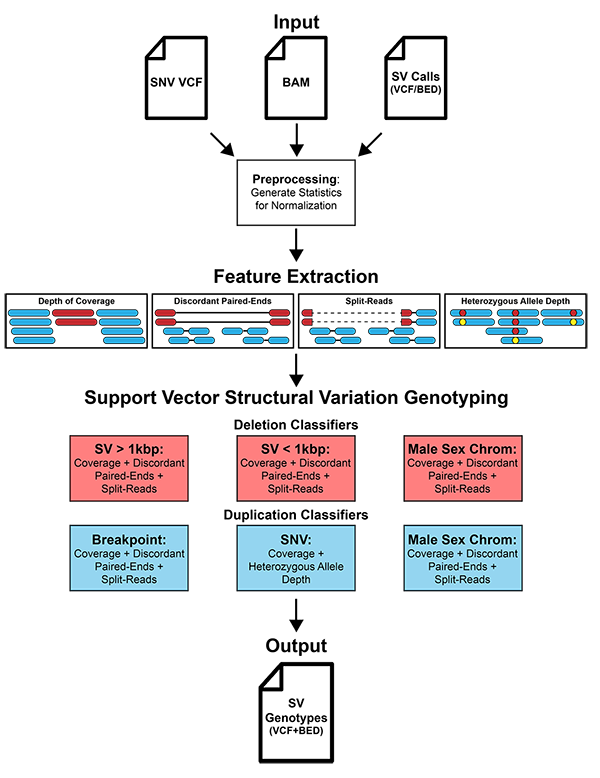 Input
SNV VCF
BAM
SV Calls
(VCF/BED)
Preprocessing:
Generate Statistics
for Normalization
Feature Extraction
Depth of Coverage
Discordant Paired-Ends
Split-Reads
Heterozygous Allele Depth
Support Vector Structural Variation Genotyping
Deletion Classifiers
SV > 1kbp:
Coverage + Discordant
Paired-Ends +
Split-Reads
SV < 1kbp:
Coverage + Discordant
Paired-Ends +
Split-Reads
Male Sex Chrom:
Coverage + Discordant
Paired-Ends +
Split-Reads
Duplication Classifiers
Breakpoint:
Coverage + Discordant
Paired-Ends +
Split-Reads
SNV:
Coverage +
Heterozygous Allele
Depth
Male Sex Chrom:
Coverage + Discordant
Paired-Ends +
Split-Reads
Output
SV
Genotypes
(VCF+BED)